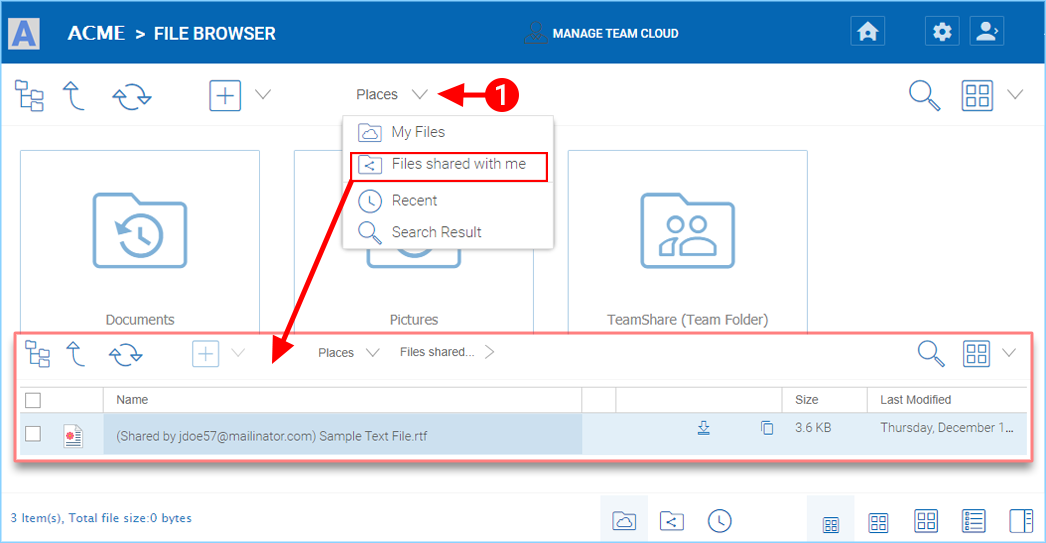 A
ACME > FILE BROWSER
MANAGE TEAM CLOUD
Places
1
My Files
Files shared with me
Recent
Search Result
Documents
Pictures
TeamShare (Team Folder)
Places
Files shared...
Name
Size
Last Modified
(Shared by jdoe57@mailinator.com) Sample Text File.rtf
3.6 KB
Thursday, December 1...
3 Item(s), Total file size:0 bytes